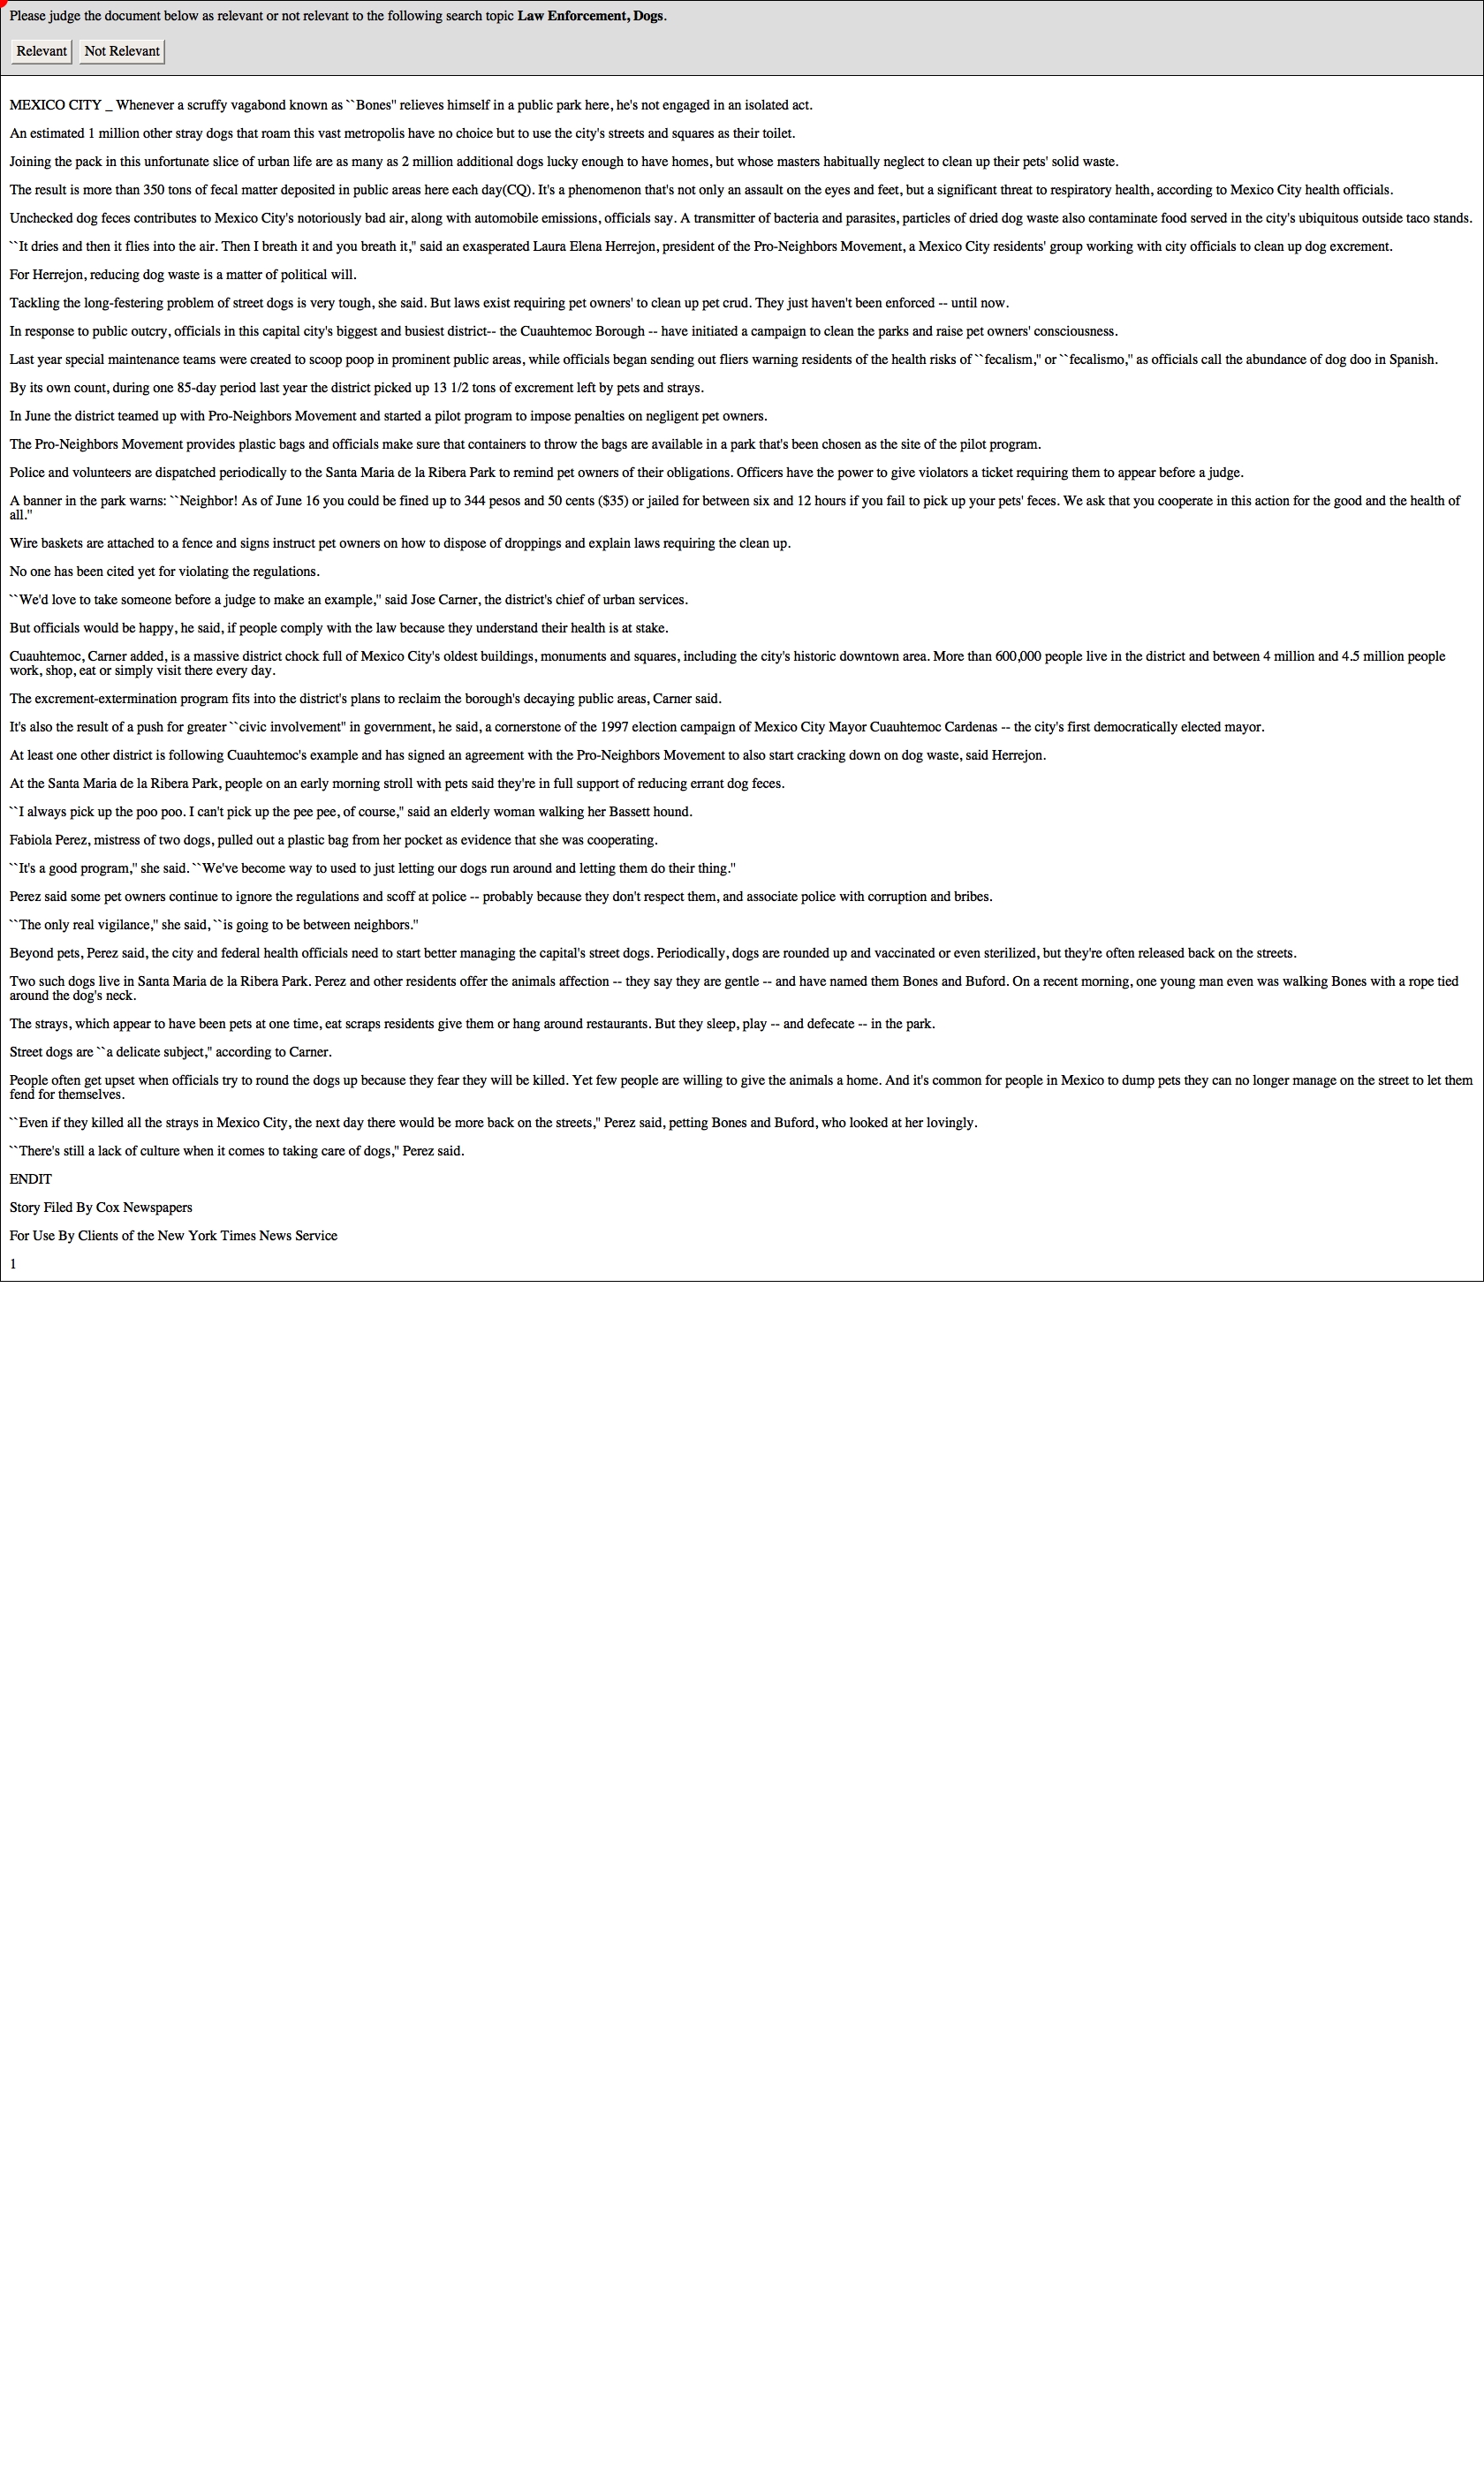 Please judge the document below as relevant or not relevant to the following search topic Law Enforcement, Dogs.
Relevant Not Relevant
MEXICO CITY _ Whenever a scruffy vagabond known as ``Bones'' relieves himself in a public park here, he's not engaged in an isolated act.
An estimated 1 million other stray dogs that roam this vast metropolis have no choice but to use the city's streets and squares as their toilet.
Joining the pack in this unfortunate slice of urban life are as many as 2 million additional dogs lucky enough to have homes, but whose masters habitually neglect to clean up their pets' solid waste.
The result is more than 350 tons of fecal matter deposited in public areas here each day(CQ). It's a phenomenon that's not only an assault on the eyes and feet, but a significant threat to respiratory health, according to Mexico City health officials.
Unchecked dog feces contributes to Mexico City's notoriously bad air, along with automobile emissions, officials say. A transmitter of bacteria and parasites, particles of dried dog waste also contaminate food served in the city's ubiquitous outside taco stands.
``It dries and then it flies into the air. Then I breath it and you breath it,'' said an exasperated Laura Elena Herrejon, president of the Pro-Neighbors Movement, a Mexico City residents' group working with city officials to clean up dog excrement.
For Herrejon, reducing dog waste is a matter of political will.
Tackling the long-festering problem of street dogs is very tough, she said. But laws exist requiring pet owners' to clean up pet crud. They just haven't been enforced -- until now.
In response to public outcry, officials in this capital city's biggest and busiest district-- the Cuauhtemoc Borough -- have initiated a campaign to clean the parks and raise pet owners' consciousness.
Last year special maintenance teams were created to scoop poop in prominent public areas, while officials began sending out fliers warning residents of the health risks of ``fecalism,'' or ``fecalismo,'' as officials call the abundance of dog doo in Spanish.
By its own count, during one 85-day period last year the district picked up 13 1/2 tons of excrement left by pets and strays.
In June the district teamed up with Pro-Neighbors Movement and started a pilot program to impose penalties on negligent pet owners.
The Pro-Neighbors Movement provides plastic bags and officials make sure that containers to throw the bags are available in a park that's been chosen as the site of the pilot program.
Police and volunteers are dispatched periodically to the Santa Maria de la Ribera Park to remind pet owners of their obligations. Officers have the power to give violators a ticket requiring them to appear before a judge.
A banner in the park warns: ``Neighbor! As of June 16 you could be fined up to 344 pesos and 50 cents ($35) or jailed for between six and 12 hours if you fail to pick up your pets' feces. We ask that you cooperate in this action for the good and the health of
all.''
Wire baskets are attached to a fence and signs instruct pet owners on how to dispose of droppings and explain laws requiring the clean up.
No one has been cited yet for violating the regulations.
``We'd love to take someone before a judge to make an example,'' said Jose Carner, the district's chief of urban services.
But officials would be happy, he said, if people comply with the law because they understand their health is at stake.
Cuauhtemoc, Carner added, is a massive district chock full of Mexico City's oldest buildings, monuments and squares, including the city's historic downtown area. More than 600,000 people live in the district and between 4 million and 4.5 million people
work, shop, eat or simply visit there every day.
The excrement-extermination program fits into the district's plans to reclaim the borough's decaying public areas, Carner said.
It's also the result of a push for greater ``civic involvement'' in government, he said, a cornerstone of the 1997 election campaign of Mexico City Mayor Cuauhtemoc Cardenas -- the city's first democratically elected mayor.
At least one other district is following Cuauhtemoc's example and has signed an agreement with the Pro-Neighbors Movement to also start cracking down on dog waste, said Herrejon.
At the Santa Maria de la Ribera Park, people on an early morning stroll with pets said they're in full support of reducing errant dog feces.
``I always pick up the poo poo. I can't pick up the pee pee, of course,'' said an elderly woman walking her Bassett hound.
Fabiola Perez, mistress of two dogs, pulled out a plastic bag from her pocket as evidence that she was cooperating.
``It's a good program,'' she said. ``We've become way to used to just letting our dogs run around and letting them do their thing.''
Perez said some pet owners continue to ignore the regulations and scoff at police -- probably because they don't respect them, and associate police with corruption and bribes.
``The only real vigilance,'' she said, ``is going to be between neighbors.''
Beyond pets, Perez said, the city and federal health officials need to start better managing the capital's street dogs. Periodically, dogs are rounded up and vaccinated or even sterilized, but they're often released back on the streets.
Two such dogs live in Santa Maria de la Ribera Park. Perez and other residents offer the animals affection -- they say they are gentle -- and have named them Bones and Buford. On a recent morning, one young man even was walking Bones with a rope tied
around the dog's neck.
The strays, which appear to have been pets at one time, eat scraps residents give them or hang around restaurants. But they sleep, play -- and defecate -- in the park.
Street dogs are ``a delicate subject,'' according to Carner.
People often get upset when officials try to round the dogs up because they fear they will be killed. Yet few people are willing to give the animals a home. And it's common for people in Mexico to dump pets they can no longer manage on the street to let them
fend for themselves.
``Even if they killed all the strays in Mexico City, the next day there would be more back on the streets,'' Perez said, petting Bones and Buford, who looked at her lovingly.
``There's still a lack of culture when it comes to taking care of dogs,'' Perez said.
ENDIT
Story Filed By Cox Newspapers
For Use By Clients of the New York Times News Service
1